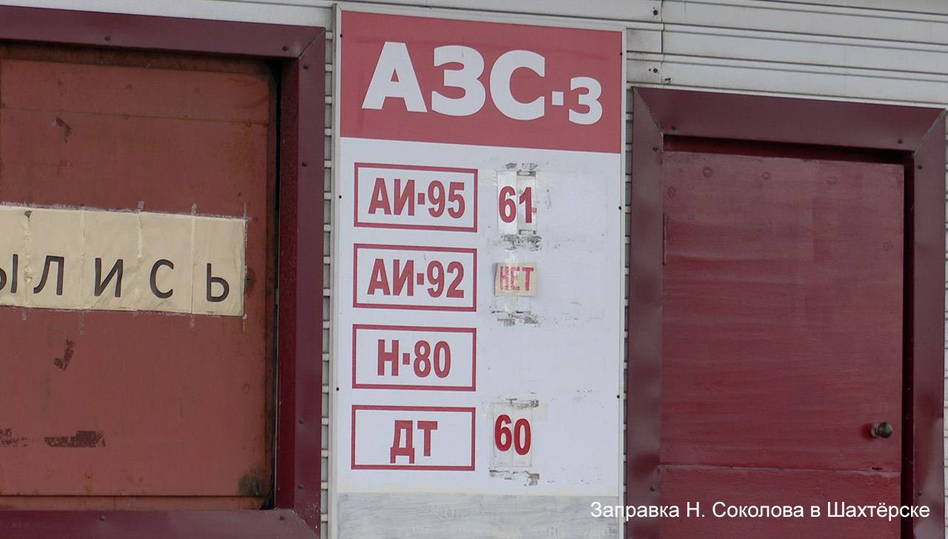 АЗС-3
АИ-95 61
АИ-92 НЕТ
Н-80
ДТ 60
ылись
Заправка Н. Соколова в Шахтёрске